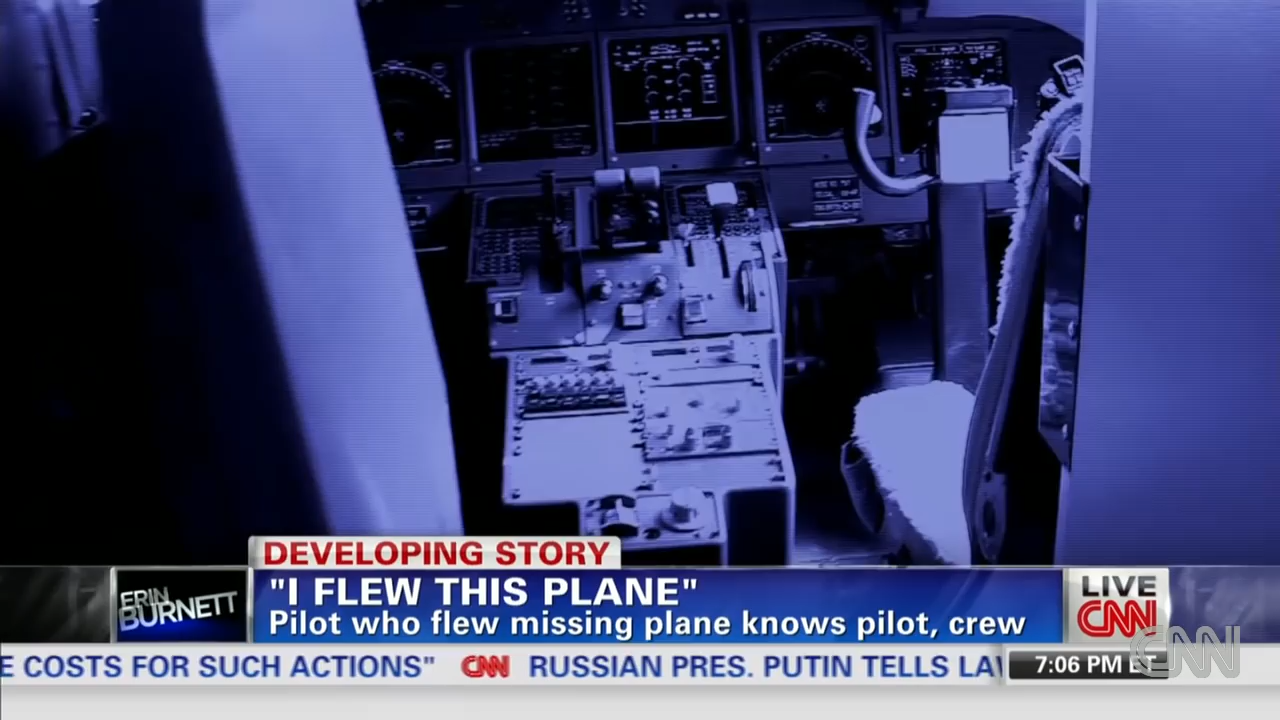 DEVELOPING STORY
ERIN
BURNETT
"I FLEW THIS PLANE"
Pilot who flew missing plane knows pilot, crew
LIVE
CNN
E COSTS FOR SUCH ACTIONS" CNN RUSSIAN PRES. PUTIN TELLS LAW
7:06 PM ET
CNN